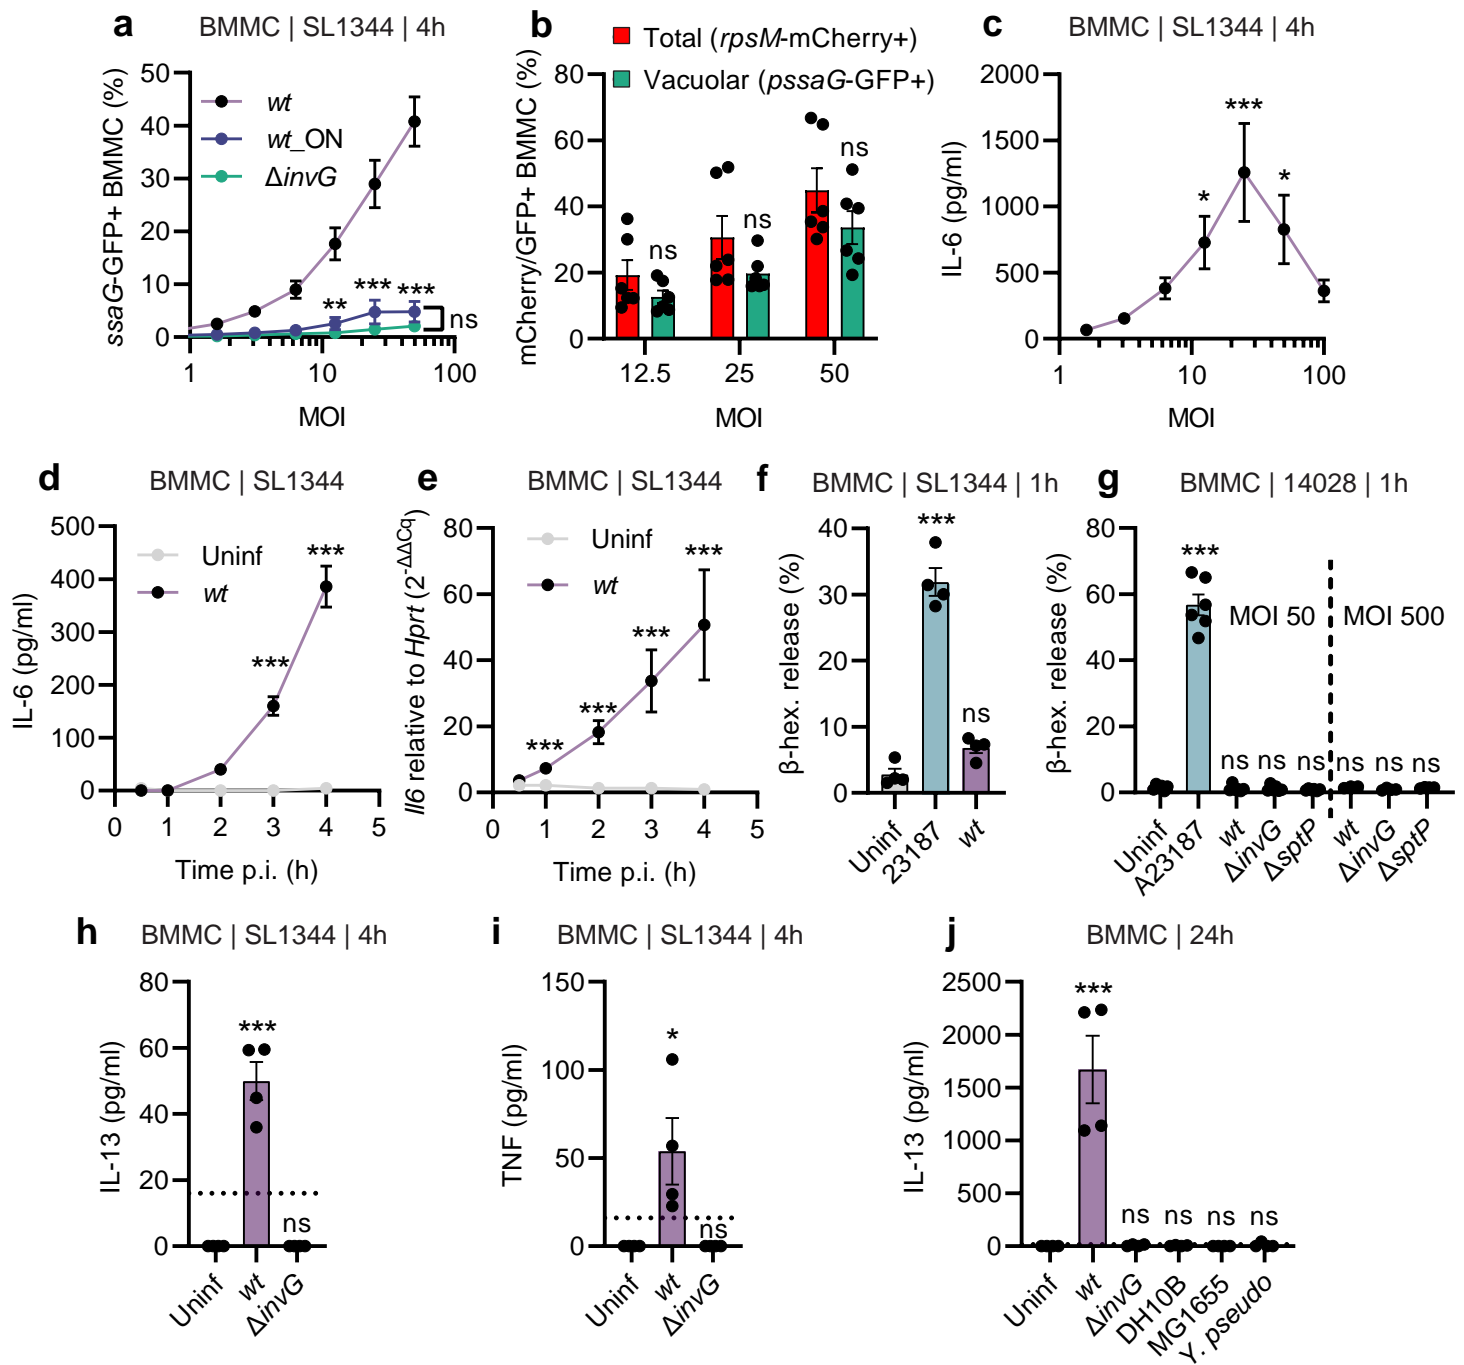 a BMMC | SL1344 | 4h
ssaG-GFP+ BMMC (%)
50
40
30
20
10
0
wt
wt_ON
ΔinvG
**
***
***
ns
1 10 100
MOI
b
Total (rpsM-mCherry+)
Vacuolar (pssaG-GFP+)
mCherry/GFP+ BMMC (%)
80
60
40
20
0
ns
ns
ns
12.5 25 50
MOI
c BMMC | SL1344 | 4h
IL-6 (pg/ml)
2000
1500
1000
500
0
*
***
*
1 10 100
MOI
d BMMC | SL1344
IL-6 (pg/ml)
500
400
300
200
100
0
Uninf
wt
***
***
0 1 2 3 4 5
Time p.i. (h)
e BMMC | SL1344
Il6 relative to Hprt (2^-ΔΔCq)
80
60
40
20
0
Uninf
wt
***
***
***
***
0 1 2 3 4 5
Time p.i. (h)
f BMMC | SL1344 | 1h
β-hex. release (%)
40
30
20
10
0
***
ns
Uninf
23187
wt
g BMMC | 14028 | 1h
β-hex. release (%)
80
60
40
20
0
***
MOI 50 MOI 500
ns ns ns ns ns ns
Uninf
A23187
wt
ΔinvG
ΔsptP
wt
ΔinvG
ΔsptP
h BMMC | SL1344 | 4h
IL-13 (pg/ml)
80
60
40
20
0
***
ns
Uninf
wt
ΔinvG
i BMMC | SL1344 | 4h
TNF (pg/ml)
150
100
50
0
*
ns
Uninf
wt
ΔinvG
j BMMC | 24h
IL-13 (pg/ml)
2500
2000
1500
1000
500
0
***
ns ns ns ns
Uninf
wt
ΔinvG
DH10B
MG1655
Y. pseudo